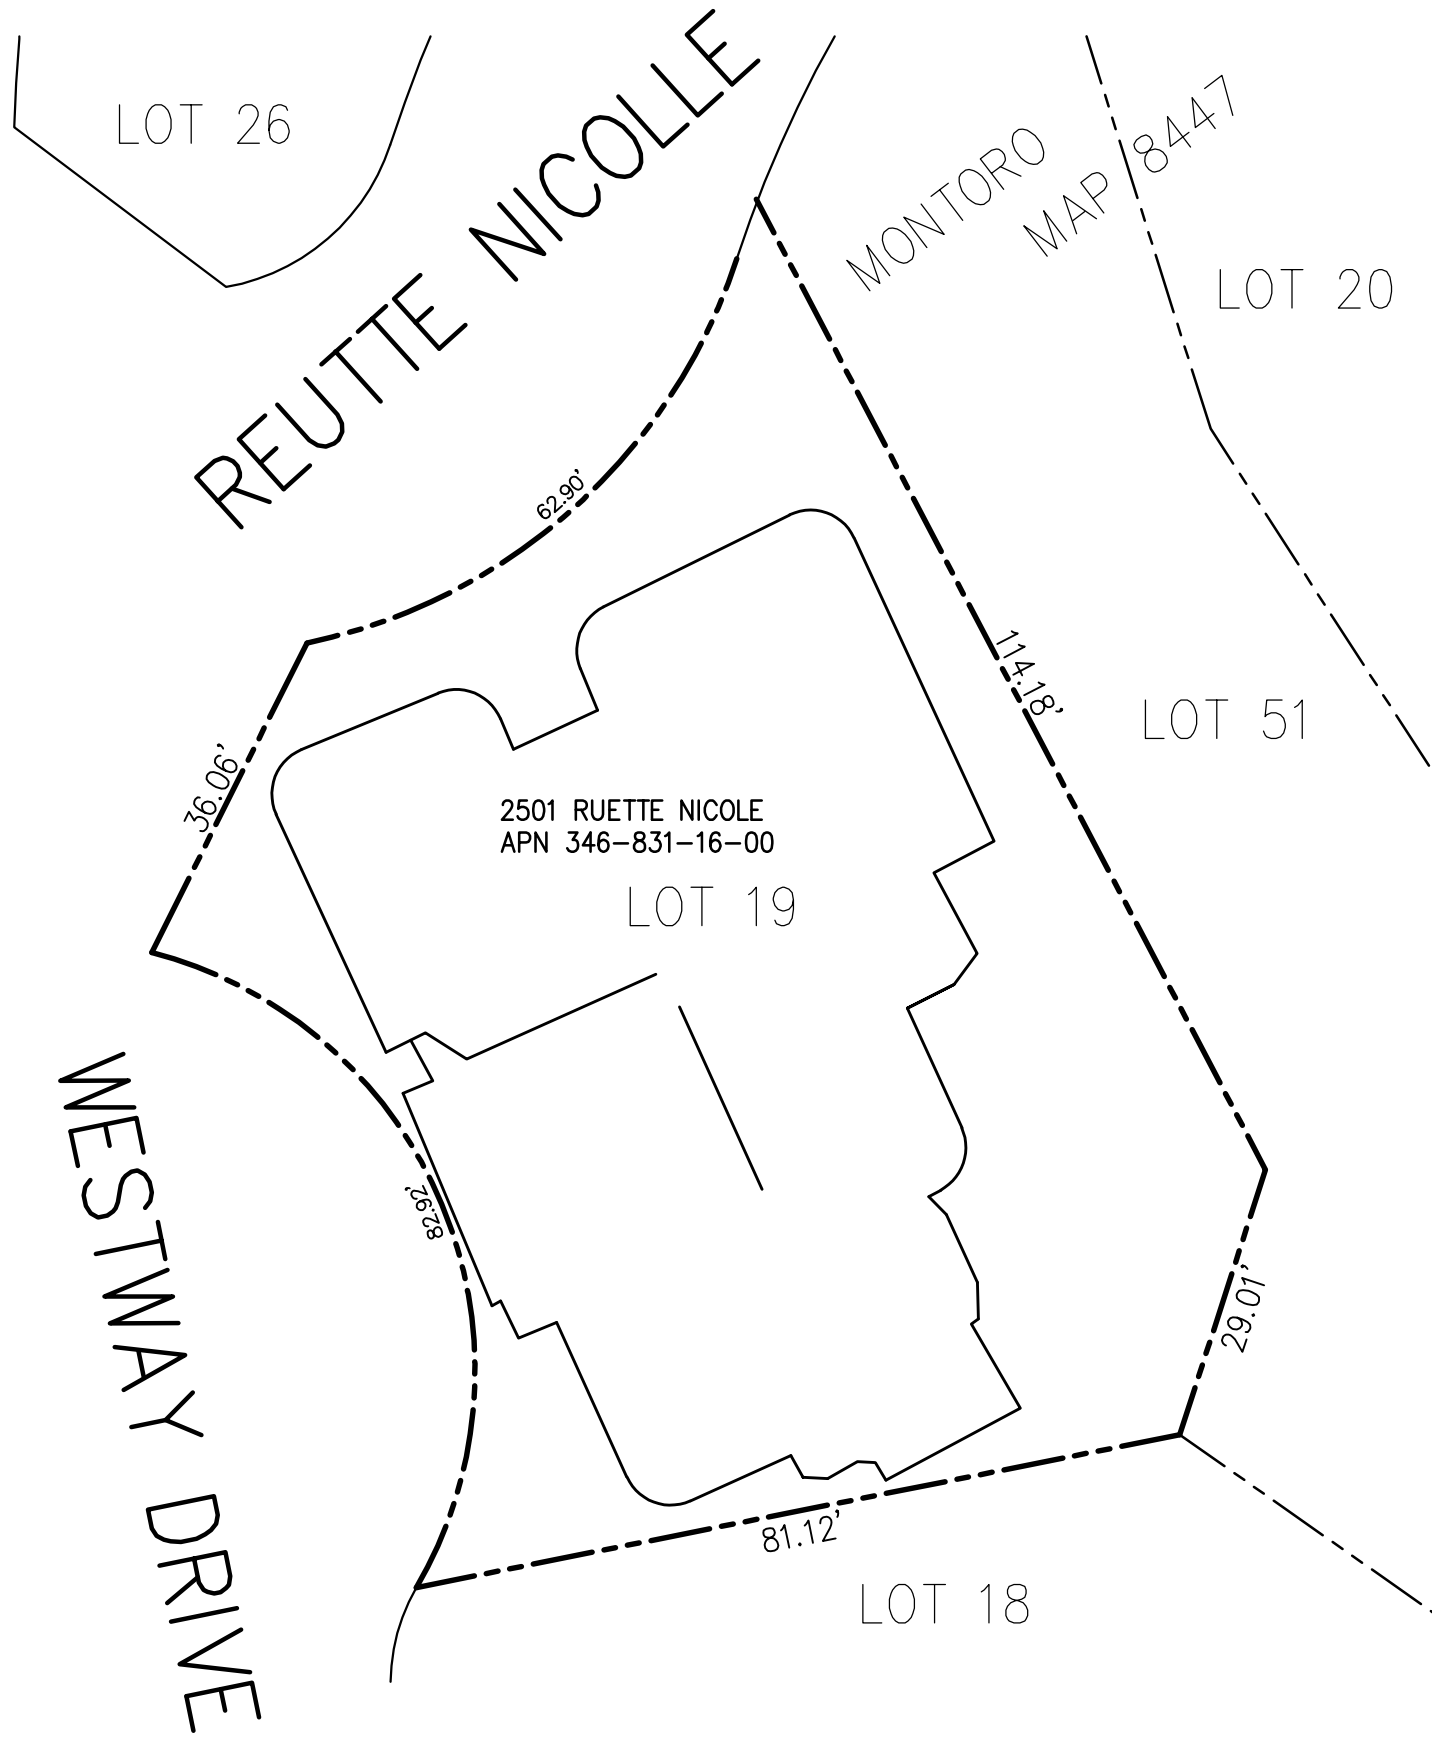 LOT 26
REUTTE NICOLLE
MONTORO
MAP 8447
LOT 20
62.90'
114.18'
LOT 51
36.06'
2501 RUETTE NICOLE
APN 346-831-16-00
LOT 19
82.92'
WESTWAY DRIVE
29.01'
81.12'
LOT 18